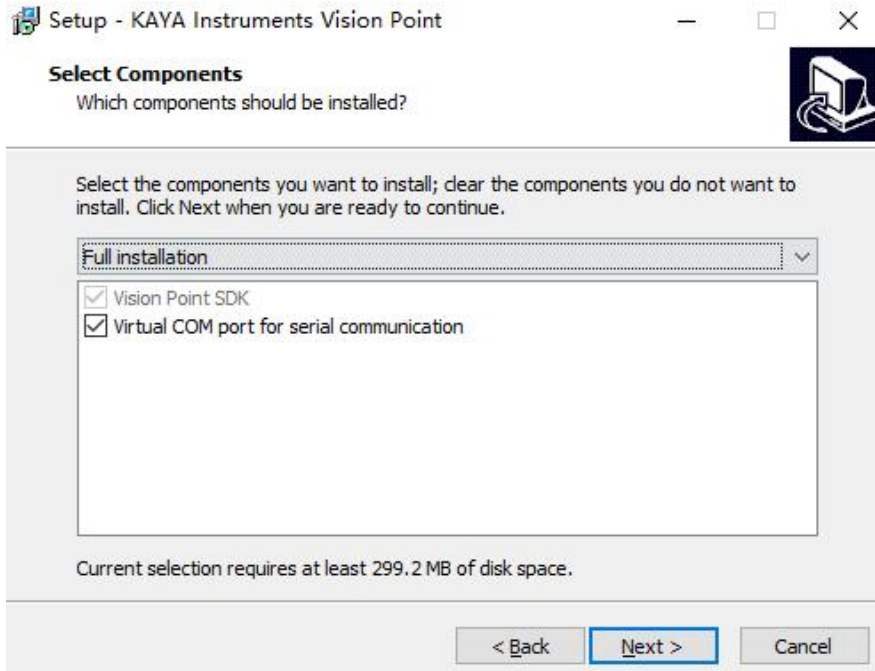 Setup - KAYA Instruments Vision Point
Select Components
Which components should be installed?
Select the components you want to install; clear the components you do not want to
install. Click Next when you are ready to continue.
Full installation
Vision Point SDK
Virtual COM port for serial communication
Current selection requires at least 299.2 MB of disk space.
< Back Next > Cancel